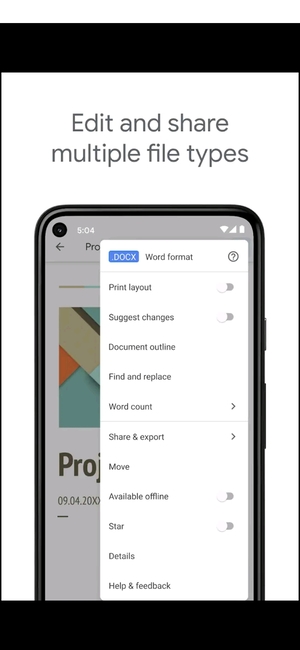 Edit and share
multiple file types
5:04
.DOCX Word format
Print layout
Suggest changes
Document outline
Find and replace
Word count
Share & export
Move
Available offline
Star
Details
Help & feedback
Pro
Proj
09.04.20XX